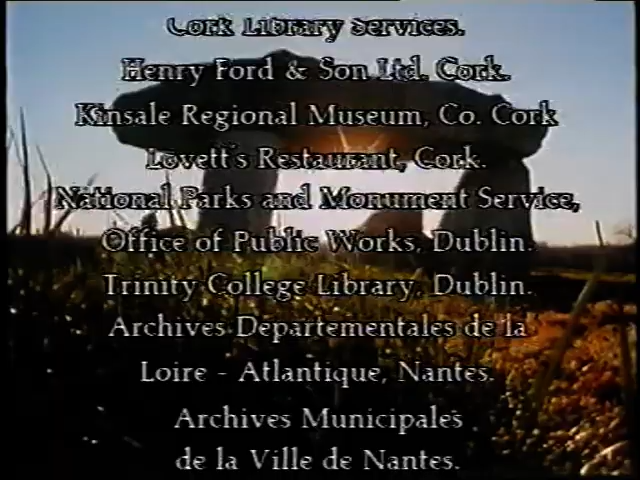 Cork Library Services.
Henry Ford & Son Ltd. Cork.
Kinsale Regional Museum, Co. Cork
Lovett's Restaurant, Cork.
National Parks and Monument Service,
Office of Public Works, Dublin.
Trinity College Library, Dublin.
Archives Departementales de la
Loire - Atlantique, Nantes.
Archives Municipales
de la Ville de Nantes.